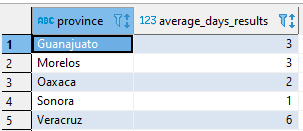 ABC province 123 average_days_results
1 Guanajuato 3
2 Morelos 3
3 Oaxaca 2
4 Sonora 1
5 Veracruz 6